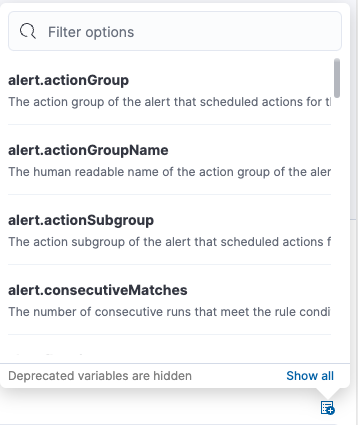 Filter options
alert.actionGroup
The action group of the alert that scheduled actions for t
alert.actionGroupName
The human readable name of the action group of the aler
alert.actionSubgroup
The action subgroup of the alert that scheduled actions f
alert.consecutiveMatches
The number of consecutive runs that meet the rule condi
Deprecated variables are hidden
Show all